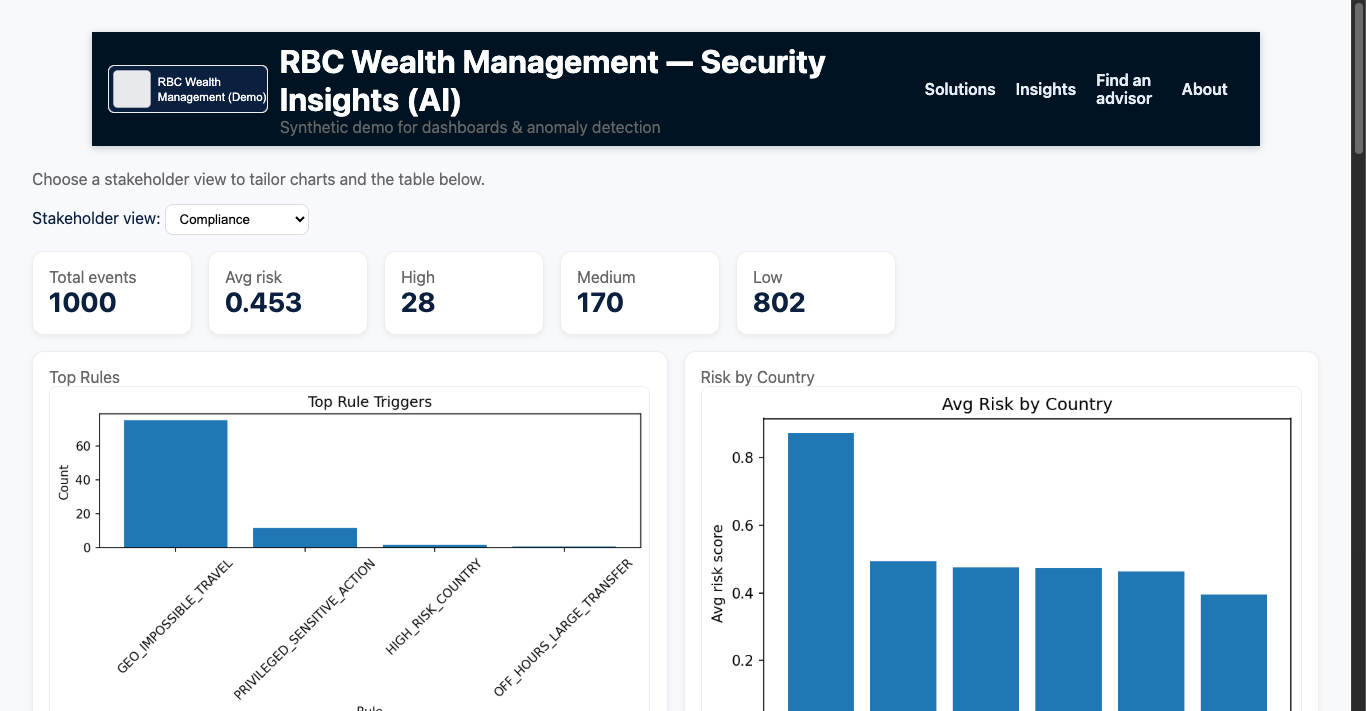 RBC Wealth
Management (Demo)
RBC Wealth Management — Security
Insights (AI)
Synthetic demo for dashboards & anomaly detection
Solutions
Insights
Find an
advisor
About
Choose a stakeholder view to tailor charts and the table below.
Stakeholder view:
Compliance
Total events
1000
Avg risk
0.453
High
28
Medium
170
Low
802
Top Rules
Top Rule Triggers
Count
60
40
20
0
GEO_IMPOSSIBLE_TRAVEL
PRIVILEGED_SENSITIVE_ACTION
HIGH_RISK_COUNTRY
OFF_HOURS_LARGE_TRANSFER
Rule
Risk by Country
Avg Risk by Country
Avg risk score
0.8
0.6
0.4
0.2